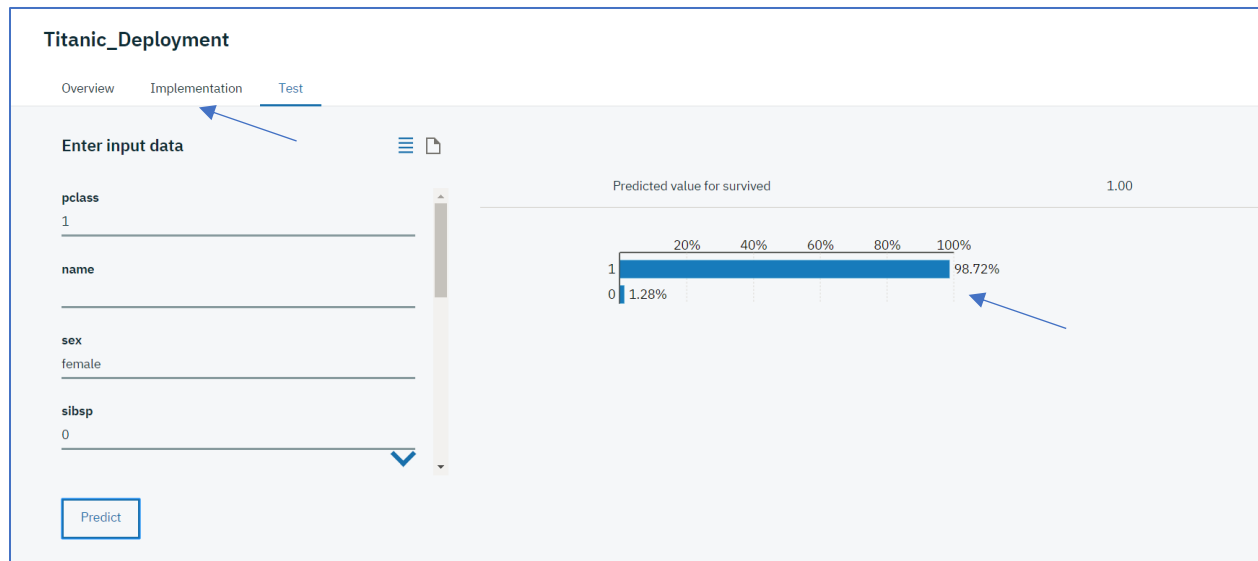 Titanic_Deployment
Overview Implementation Test
Enter input data
pclass
1
name
sex
female
sibsp
0
Predict
Predicted value for survived 1.00
20% 40% 60% 80% 100%
1 98.72%
0 1.28%